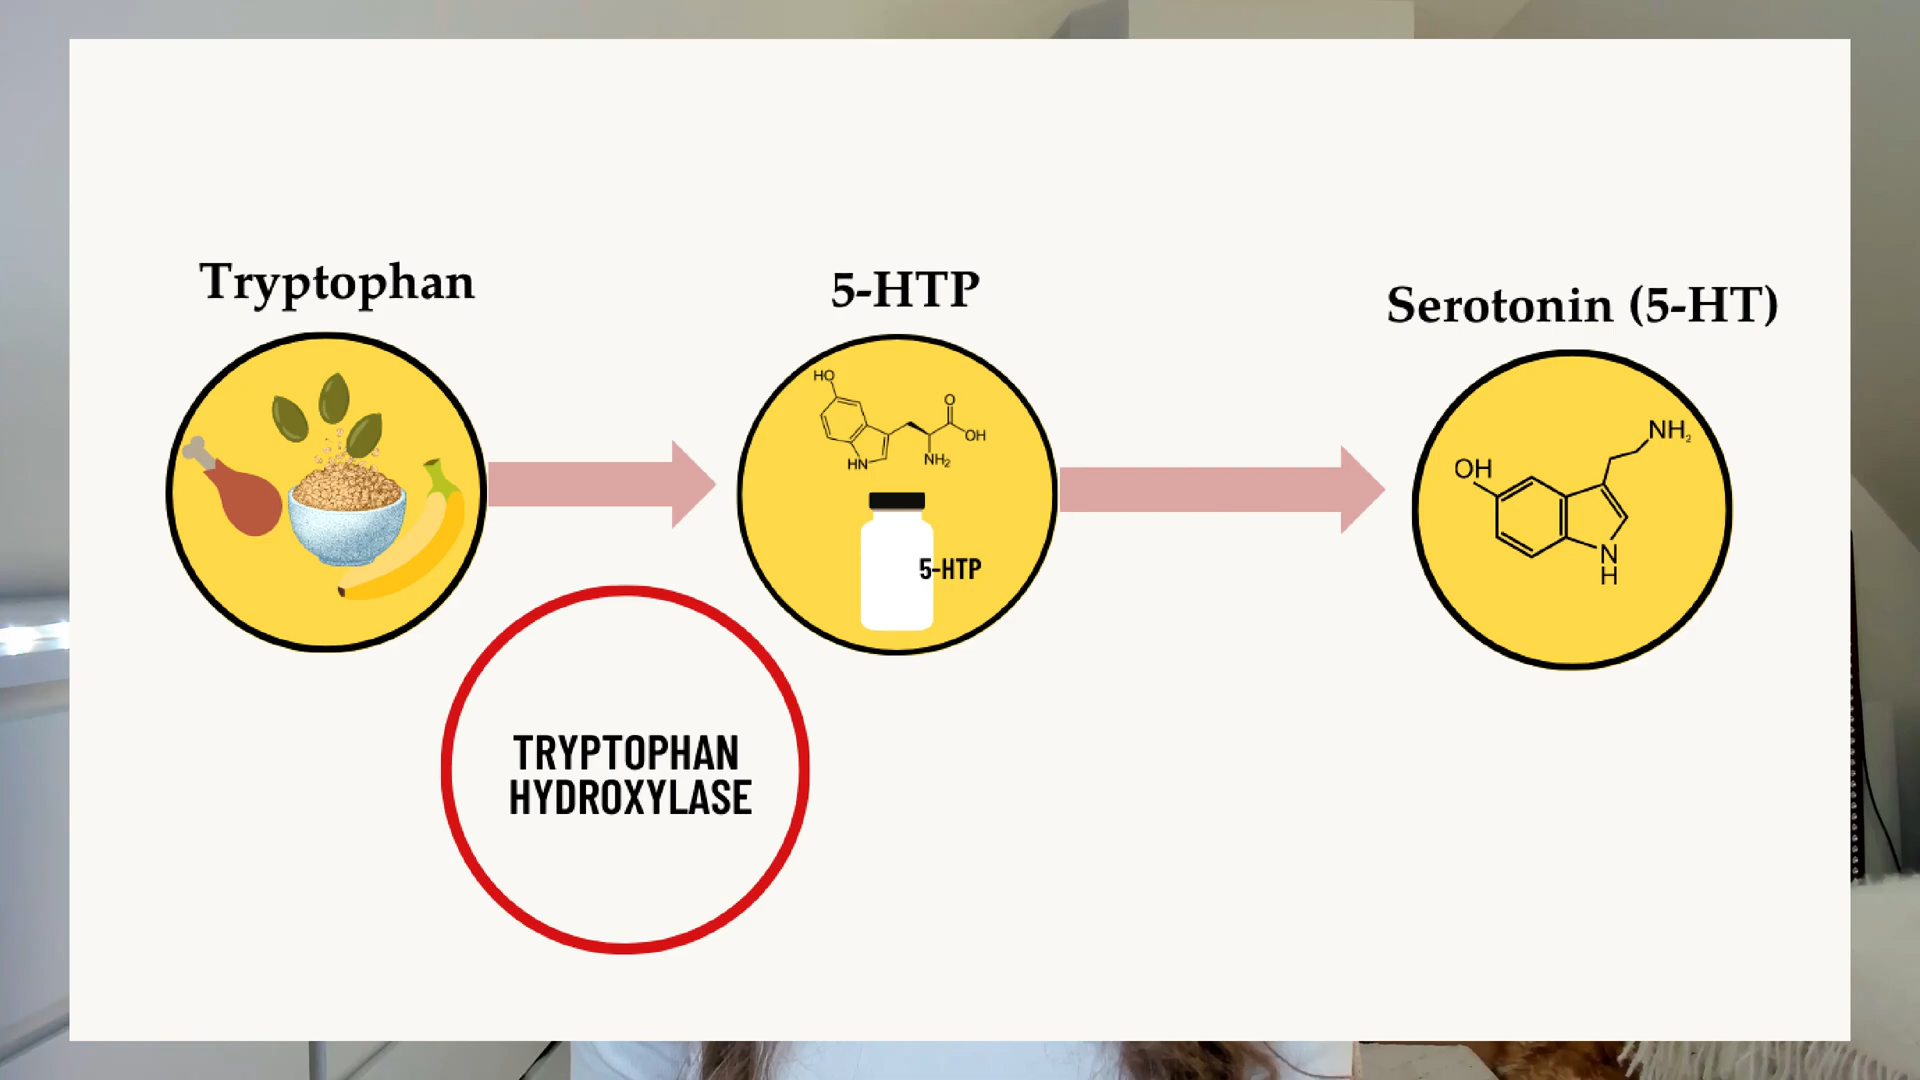 Tryptophan
5-HTP
Serotonin (5-HT)
HO
O
OH
HN
NH₂
5-HTP
OH
NH₂
N
H
TRYPTOPHAN
HYDROXYLASE